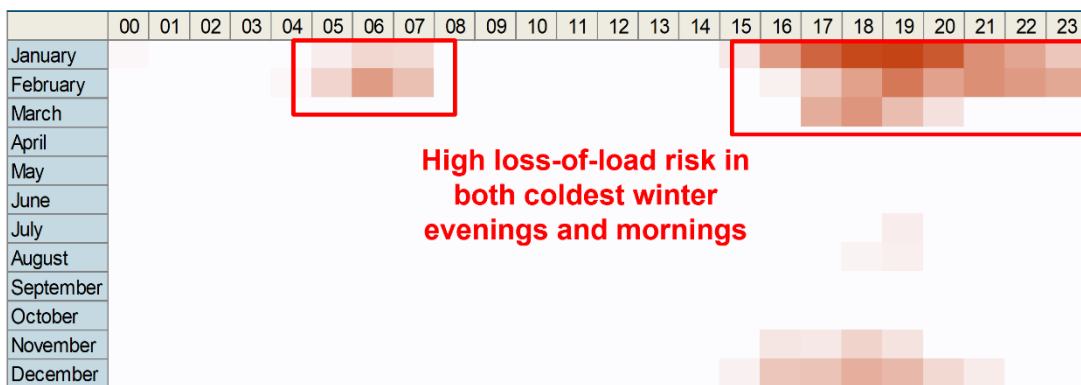 00 01 02 03 04 05 06 07 08 09 10 11 12 13 14 15 16 17 18 19 20 21 22 23
January
February
March
April
May
June
July
August
September
October
November
December
High loss-of-load risk in
both coldest winter
evenings and mornings